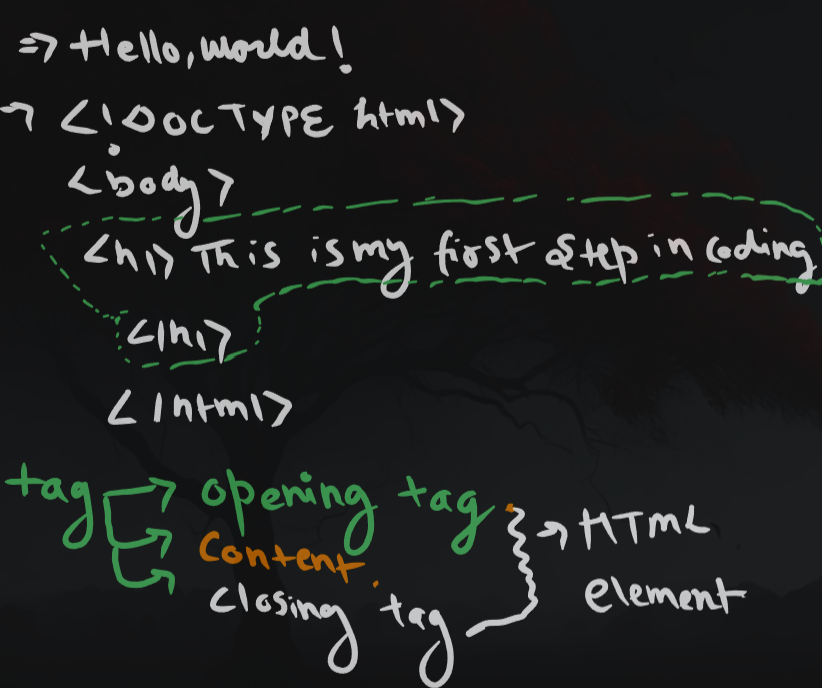 => Hello, world!
→ <!DOCTYPE html>
<body>
<h1> This is my first Step in Coding
</h1>
</html>
tag → opening tag
→ Content.
→ closing tag
→ HTML
element